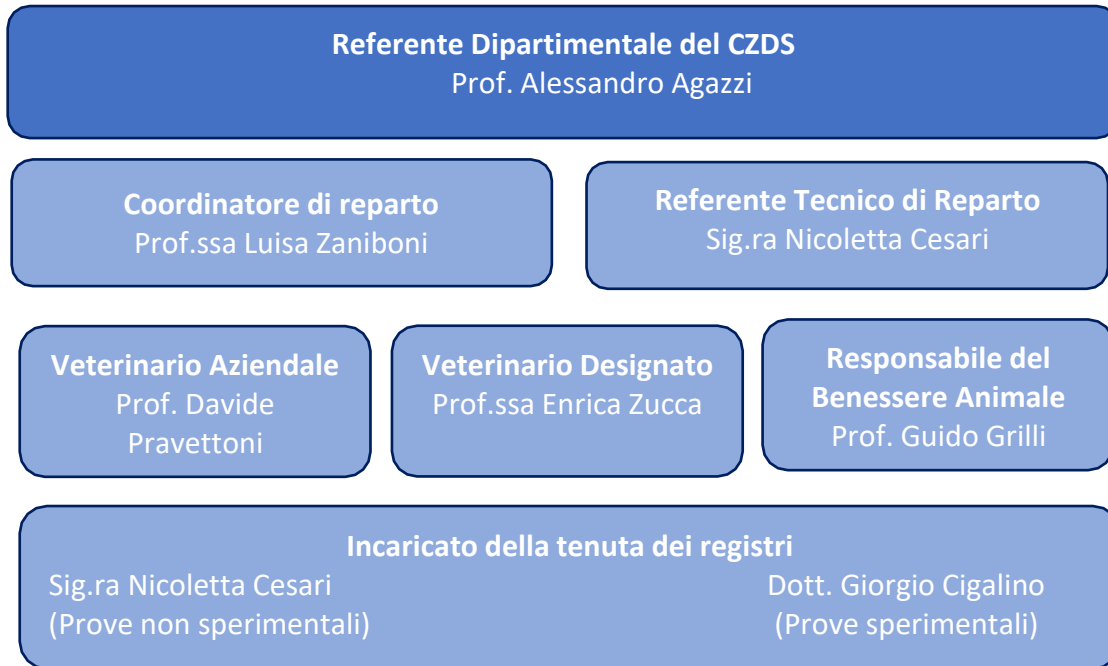 Referente Dipartimentale del CZDS
Prof. Alessandro Agazzi
Coordinatore di reparto
Prof.ssa Luisa Zaniboni
Referente Tecnico di Reparto
Sig.ra Nicoletta Cesari
Veterinario Aziendale
Prof. Davide
Pravettoni
Veterinario Designato
Prof.ssa Enrica Zucca
Responsabile del
Benessere Animale
Prof. Guido Grilli
Incaricato della tenuta dei registri
Sig.ra Nicoletta Cesari
(Prove non sperimentali)
Dott. Giorgio Cigalino
(Prove sperimentali)